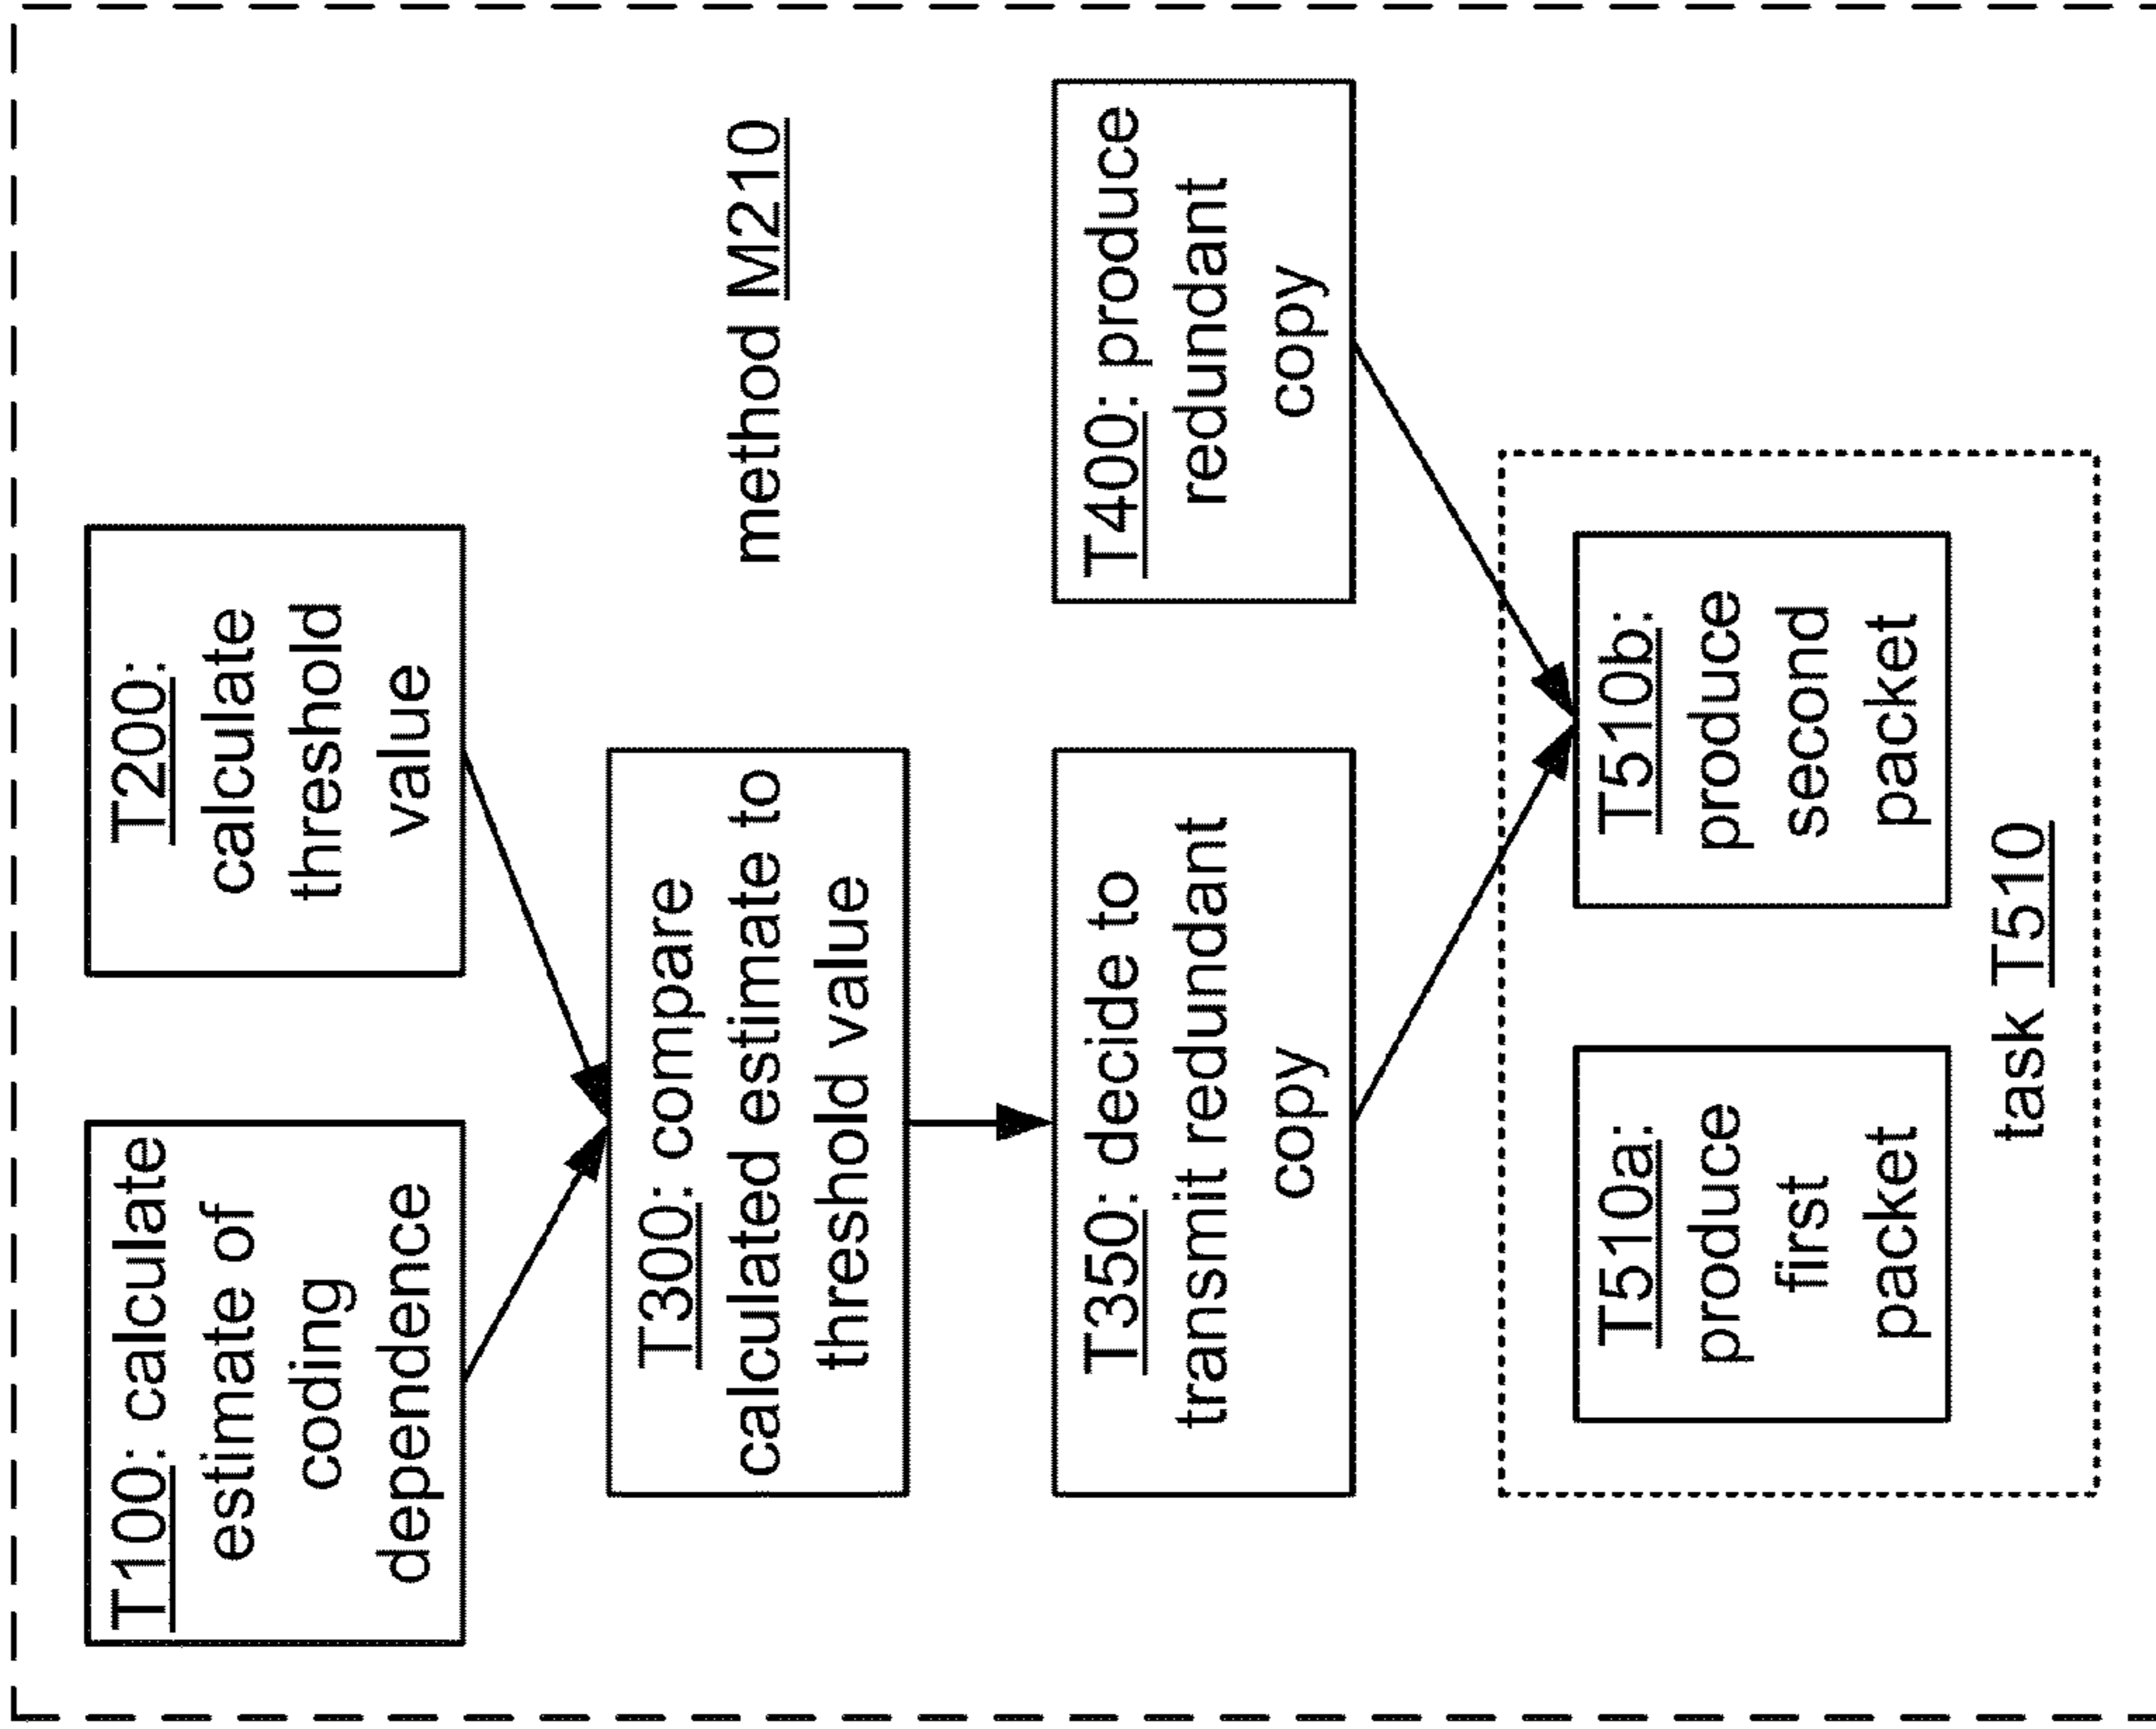 T100: calculate
estimate of
coding
dependence
T200:
calculate
threshold
value
T300: compare
calculated estimate to
threshold value
method M210
T350: decide to
transmit redundant
copy
T400: produce
redundant
copy
T510a:
produce
first
packet
T510b:
produce
second
packet
task T510